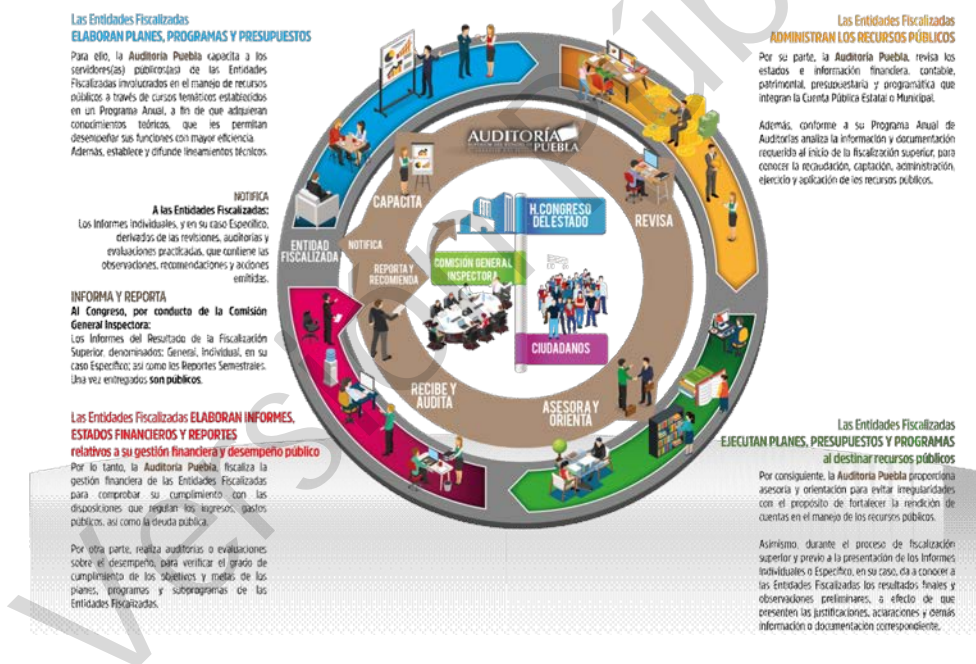 Las Entidades Fiscalizadas
ELABORAN PLANES, PROGRAMAS Y PRESUPUESTOS
Para ello, la Auditoría Puebla capacita a los
servidores(as) públicos(as) de las Entidades
Fiscalizadas involucrados en el manejo de recursos
públicos a través de cursos temáticos establecidos
en un Programa Anual, a fin de que adquieran
conocimientos teóricos, que les permitan
desempeñar sus funciones con mayor eficiencia.
Además, establece y difunde lineamientos técnicos.
NOTIFICA
A las Entidades Fiscalizadas:
Los Informes Individuales, y en su caso Específico,
derivados de las revisiones, auditorías y
evaluaciones practicadas, que contiene las
observaciones, recomendaciones y acciones
emitidas.
INFORMA Y REPORTA
Al Congreso, por conducto de la Comisión
General Inspectora:
Los Informes del Resultado de la Fiscalización
Superior, denominados: General, Individual, en su
caso Específico; así como los Reportes Semestrales.
Una vez entregados son públicos.
Las Entidades Fiscalizadas ELABORAN INFORMES,
ESTADOS FINANCIEROS Y REPORTES
relativos a su gestión financiera y desempeño público
Por lo tanto, la Auditoría Puebla, fiscaliza la
gestión financiera de las Entidades Fiscalizadas
para comprobar su cumplimiento con las
disposiciones que regulan los ingresos, gastos
públicos, así como la deuda pública.
Por otra parte, realiza auditorías o evaluaciones
sobre el desempeño, para verificar el grado de
cumplimiento de los objetivos y metas de los
planes, programas y subprogramas de las
Entidades Fiscalizadas.
AUDITORÍA
PUEBLA
CAPACITA
REVISA
H.CONGRESO
DEL ESTADO
ENTIDAD
FISCALIZADA
NOTIFICA
REPORTA Y
RECOMIENDA
COMISIÓN GENERAL
INSPECTORA
CIUDADANOS
RECIBE Y
AUDITA
ASESORA Y
ORIENTA
Las Entidades Fiscalizadas
ADMINISTRAN LOS RECURSOS PÚBLICOS
Por su parte, la Auditoría Puebla, revisa los
estados e información financiera, contable,
patrimonial, presupuestaria y programática que
integran la Cuenta Pública Estatal o Municipal.
Además, conforme a su Programa Anual de
Auditorías analiza la información y documentación
requerida al inicio de la fiscalización superior, para
conocer la recaudación, captación, administración,
ejercicio y aplicación de los recursos públicos.
Las Entidades Fiscalizadas
EJECUTAN PLANES, PRESUPUESTOS Y PROGRAMAS
al destinar recursos públicos
Por consiguiente, la Auditoría Puebla proporciona
asesoría y orientación para evitar irregularidades
con el propósito de fortalecer la rendición de
cuentas en el manejo de los recursos públicos.
Asimismo, durante el proceso de fiscalización
superior y previo a la presentación de los Informes
Individuales o Específico, en su caso, da a conocer a
las Entidades Fiscalizadas los resultados finales y
observaciones preliminares, a efecto de que
presenten las justificaciones, aclaraciones y demás
información o documentación correspondiente.